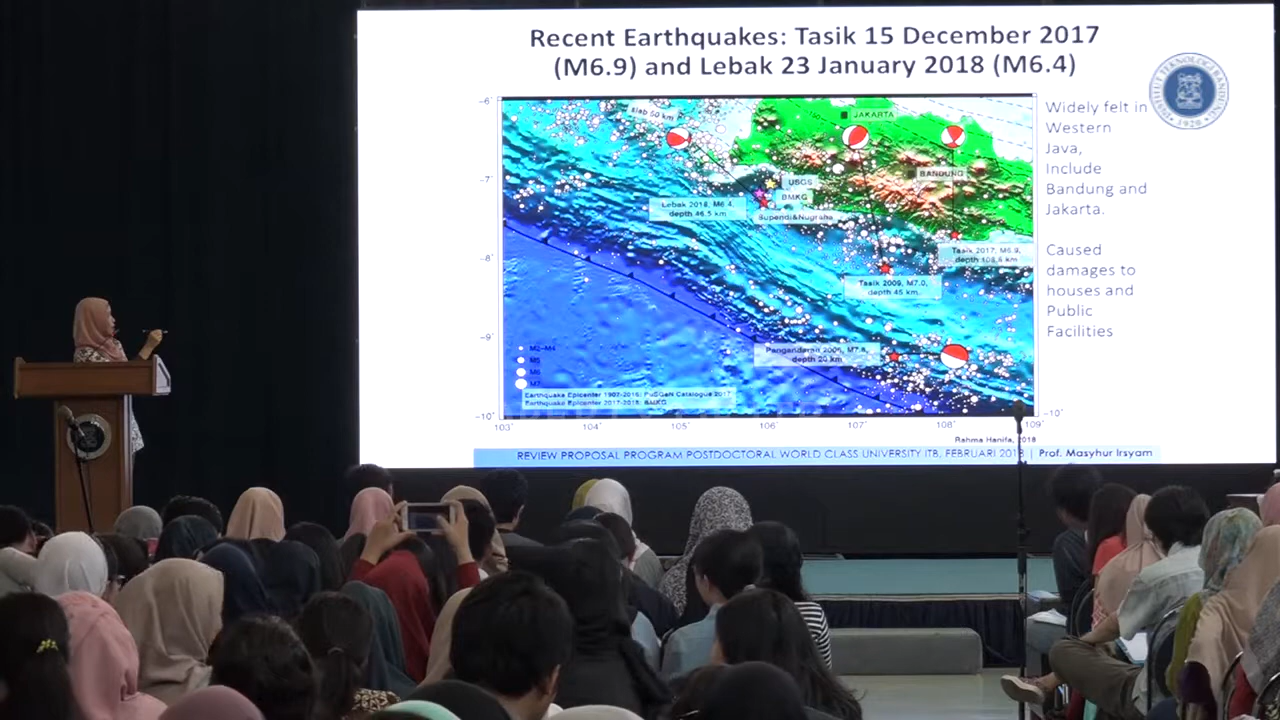 Recent Earthquakes: Tasik 15 December 2017
(M6.9) and Lebak 23 January 2018 (M6.4)
INSTITUT TEKNOLOGI BANDUNG
1920
Widely felt in
Western
Java,
Include
Bandung and
Jakarta.
Caused
damages to
houses and
Public
Facilities
-6°
-7°
-8°
-9°
-10°
slab 50 km
JAKARTA
BANDUNG
USGS
BMKG
Supendi&Nugraha
Lebak 2018, M6.4,
depth 46.5 km
Tasik 2017, M6.9,
depth 108.6 km
Tasik 2009, M7.0,
depth 45 km.
Pangandaran 2006, M7.8,
depth 20 km
M2-M4
M5
M6
M7
Earthquake Epicenter 1907-2016: PuSGeN Catalogue 2017
Earthquake Epicenter 2017-2018: BMKG
103°
104°
105°
106°
107°
108°
109°
-10°
Rahma Hanifa, 2018
REVIEW PROPOSAL PROGRAM POSTDOCTORAL WORLD CLASS UNIVERSITY ITB, FEBRUARI 2018 | Prof. Masyhur Irsyam